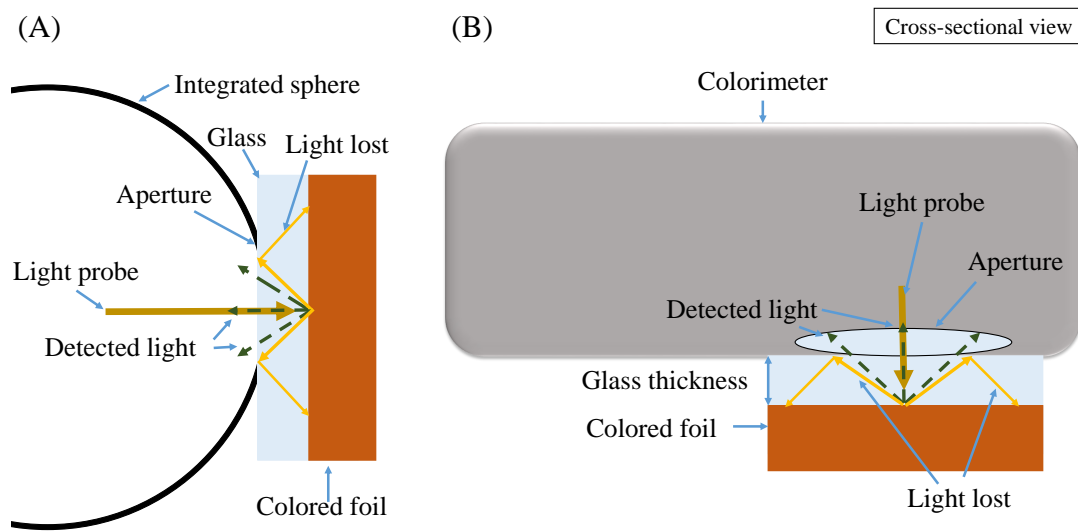 (A)
Integrated sphere
Glass
Light lost
Aperture
Light probe
Detected light
Colored foil
(B)
Cross-sectional view
Colorimeter
Light probe
Aperture
Detected light
Glass thickness
Colored foil
Light lost